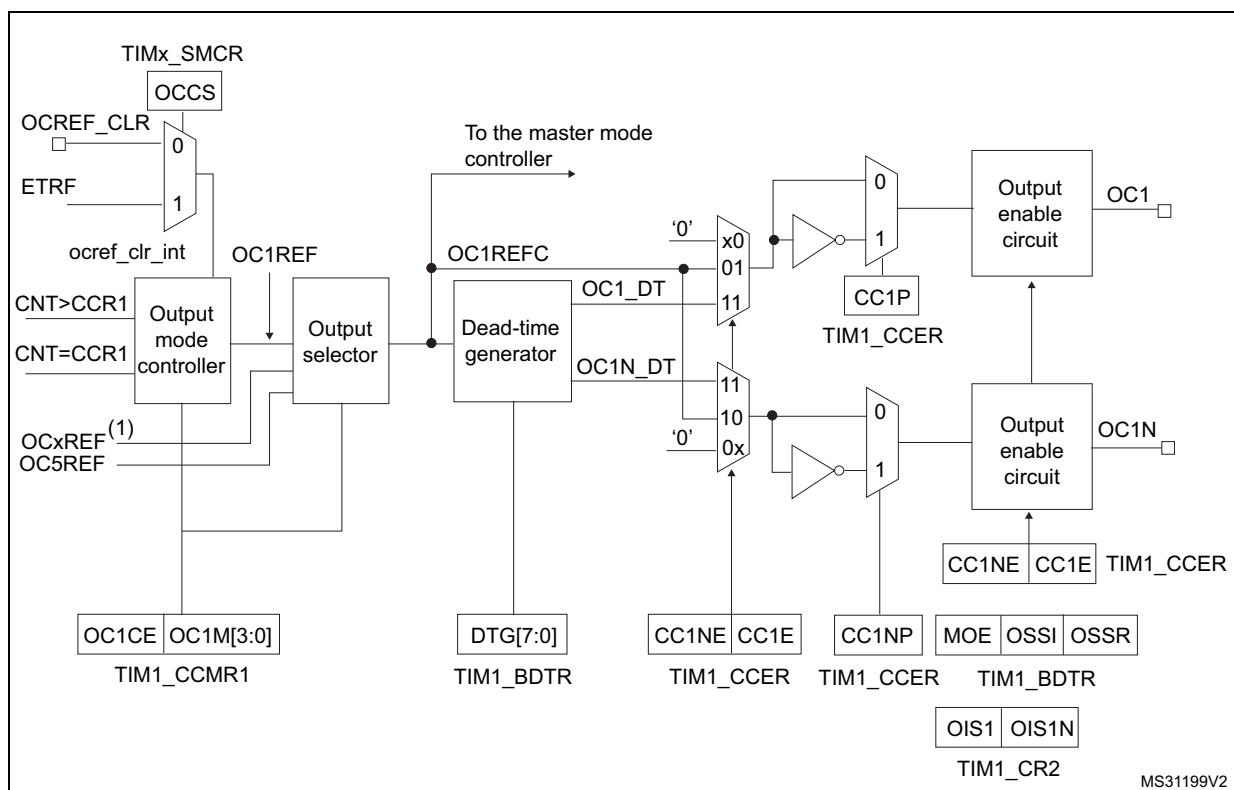 TIMx_SMCR
OCCS
OCREF_CLR
0
ETRF
1
ocref_clr_int
To the master mode
controller
OC1REF
OC1REFC
CNT>CCR1
CNT=CCR1
Output
mode
controller
Output
selector
Dead-time
generator
OC1_DT
OC1N_DT
OCxREF(1)
OC5REF
‘0’
x0
01
11
11
10
‘0’
0x
0
1
CC1P
TIM1_CCER
0
1
Output
enable
circuit
OC1
Output
enable
circuit
OC1N
CC1NE
CC1E
TIM1_CCER
OC1CE
OC1M[3:0]
TIM1_CCMR1
DTG[7:0]
TIM1_BDTR
CC1NE
CC1E
TIM1_CCER
CC1NP
TIM1_CCER
MOE
OSSI
OSSR
TIM1_BDTR
OIS1
OIS1N
TIM1_CR2
MS31199V2